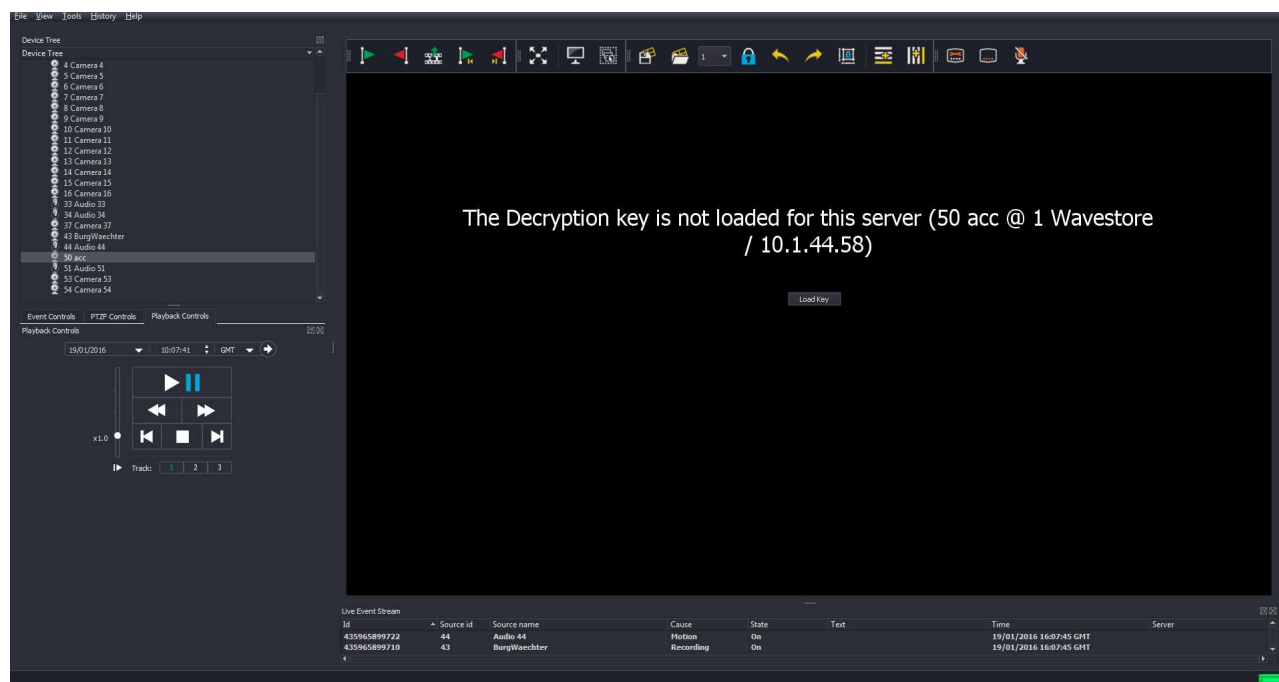 File View Tools History Help
Device Tree
Device Tree
4 Camera 4
5 Camera 5
6 Camera 6
7 Camera 7
8 Camera 8
9 Camera 9
10 Camera 10
11 Camera 11
12 Camera 12
13 Camera 13
14 Camera 14
15 Camera 15
16 Camera 16
33 Audio 33
34 Audio 34
37 Camera 37
43 BurgWaechter
44 Audio 44
50 acc
51 Audio 51
53 Camera 53
54 Camera 54
Event Controls PTZF Controls Playback Controls
Playback Controls
19/01/2016 10:07:41 GMT
x1.0
Track: 1 2 3
1
The Decryption key is not loaded for this server (50 acc @ 1 Wavestore
/ 10.1.44.58)
Load Key
Live Event Stream
Id Source id Source name Cause State Text Time Server
435965899722 44 Audio 44 Motion On 19/01/2016 16:07:45 GMT
435965899710 43 BurgWaechter Recording On 19/01/2016 16:07:45 GMT